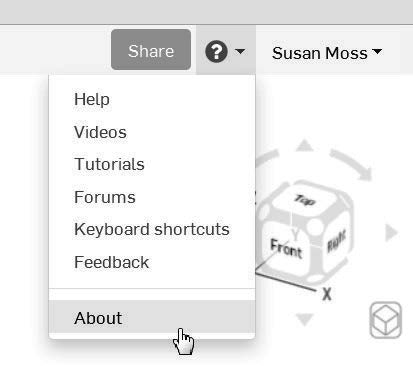 Share
?
Susan Moss
Help
Videos
Tutorials
Forums
Keyboard shortcuts
Feedback
About
Top
Y
Front
Right
X